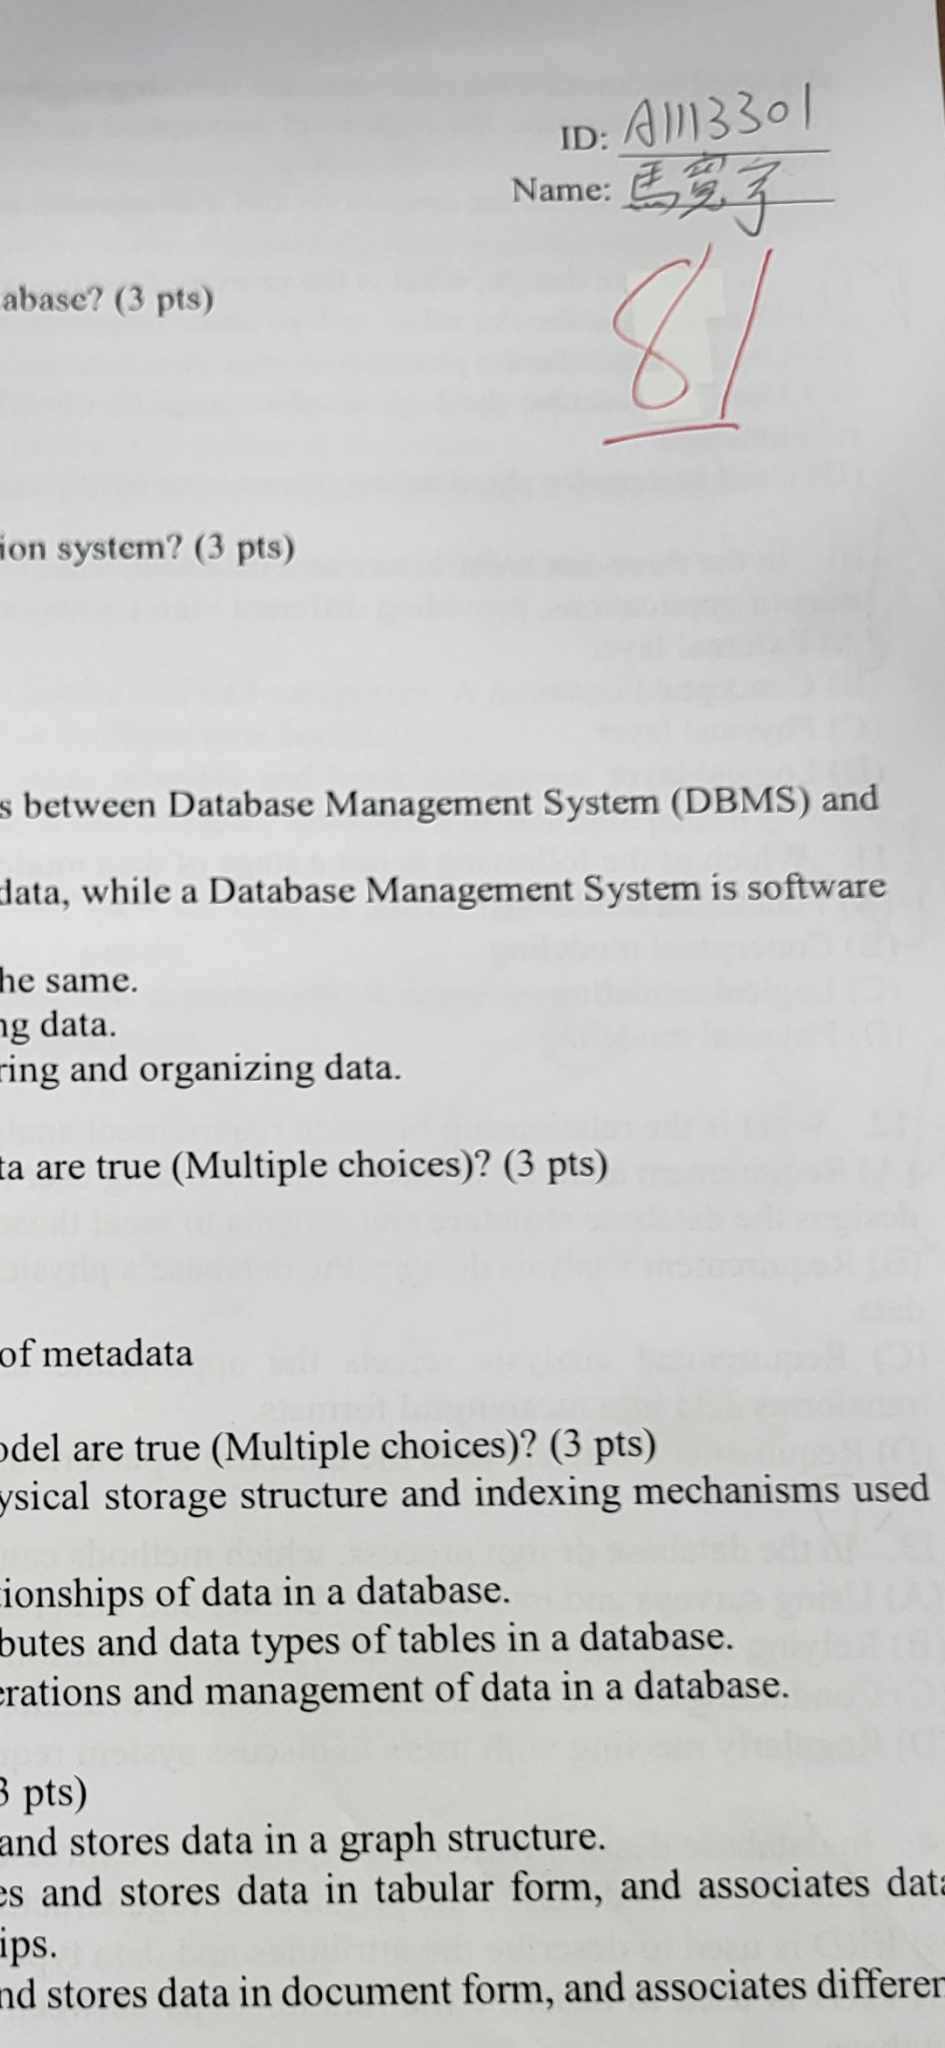 ID: A1113301
Name: 馬寬子
81
abase? (3 pts)
ion system? (3 pts)
s between Database Management System (DBMS) and
data, while a Database Management System is software
he same.
ng data.
ring and organizing data.
ta are true (Multiple choices)? (3 pts)
of metadata
odel are true (Multiple choices)? (3 pts)
ysical storage structure and indexing mechanisms used
tionships of data in a database.
butes and data types of tables in a database.
erations and management of data in a database.
3 pts)
and stores data in a graph structure.
es and stores data in tabular form, and associates data
ips.
nd stores data in document form, and associates differen